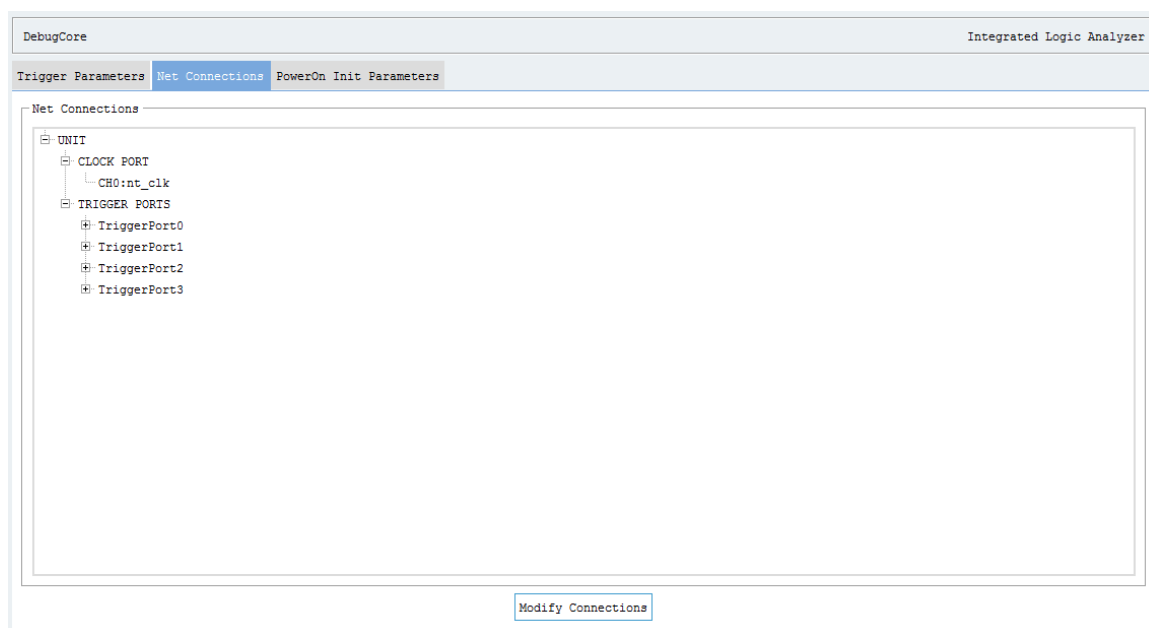 DebugCore Integrated Logic Analyzer
Trigger Parameters Net Connections PowerOn Init Parameters
Net Connections
UNIT
CLOCK PORT
CH0:nt_clk
TRIGGER PORTS
TriggerPort0
TriggerPort1
TriggerPort2
TriggerPort3
Modify Connections